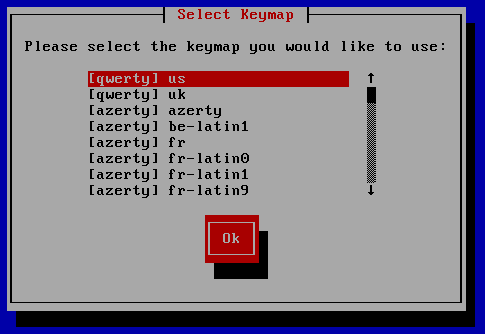 Select Keymap
Please select the keymap you would like to use:
[qwerty] us
[qwerty] uk
[azerty] azerty
[azerty] be-latin1
[azerty] fr
[azerty] fr-latin0
[azerty] fr-latin1
[azerty] fr-latin9
Ok